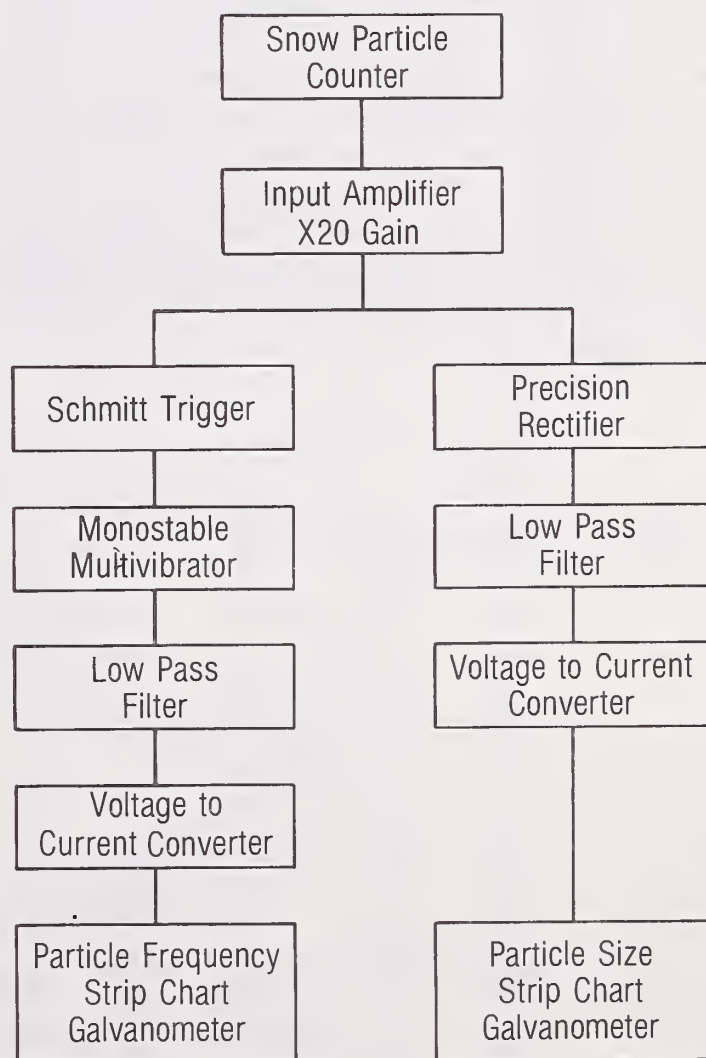 Snow Particle
Counter
Input Amplifier
X20 Gain
Schmitt Trigger
Monostable
Multivibrator
Low Pass
Filter
Voltage to
Current Converter
Particle Frequency
Strip Chart
Galvanometer
Precision
Rectifier
Low Pass
Filter
Voltage to Current
Converter
Particle Size
Strip Chart
Galvanometer